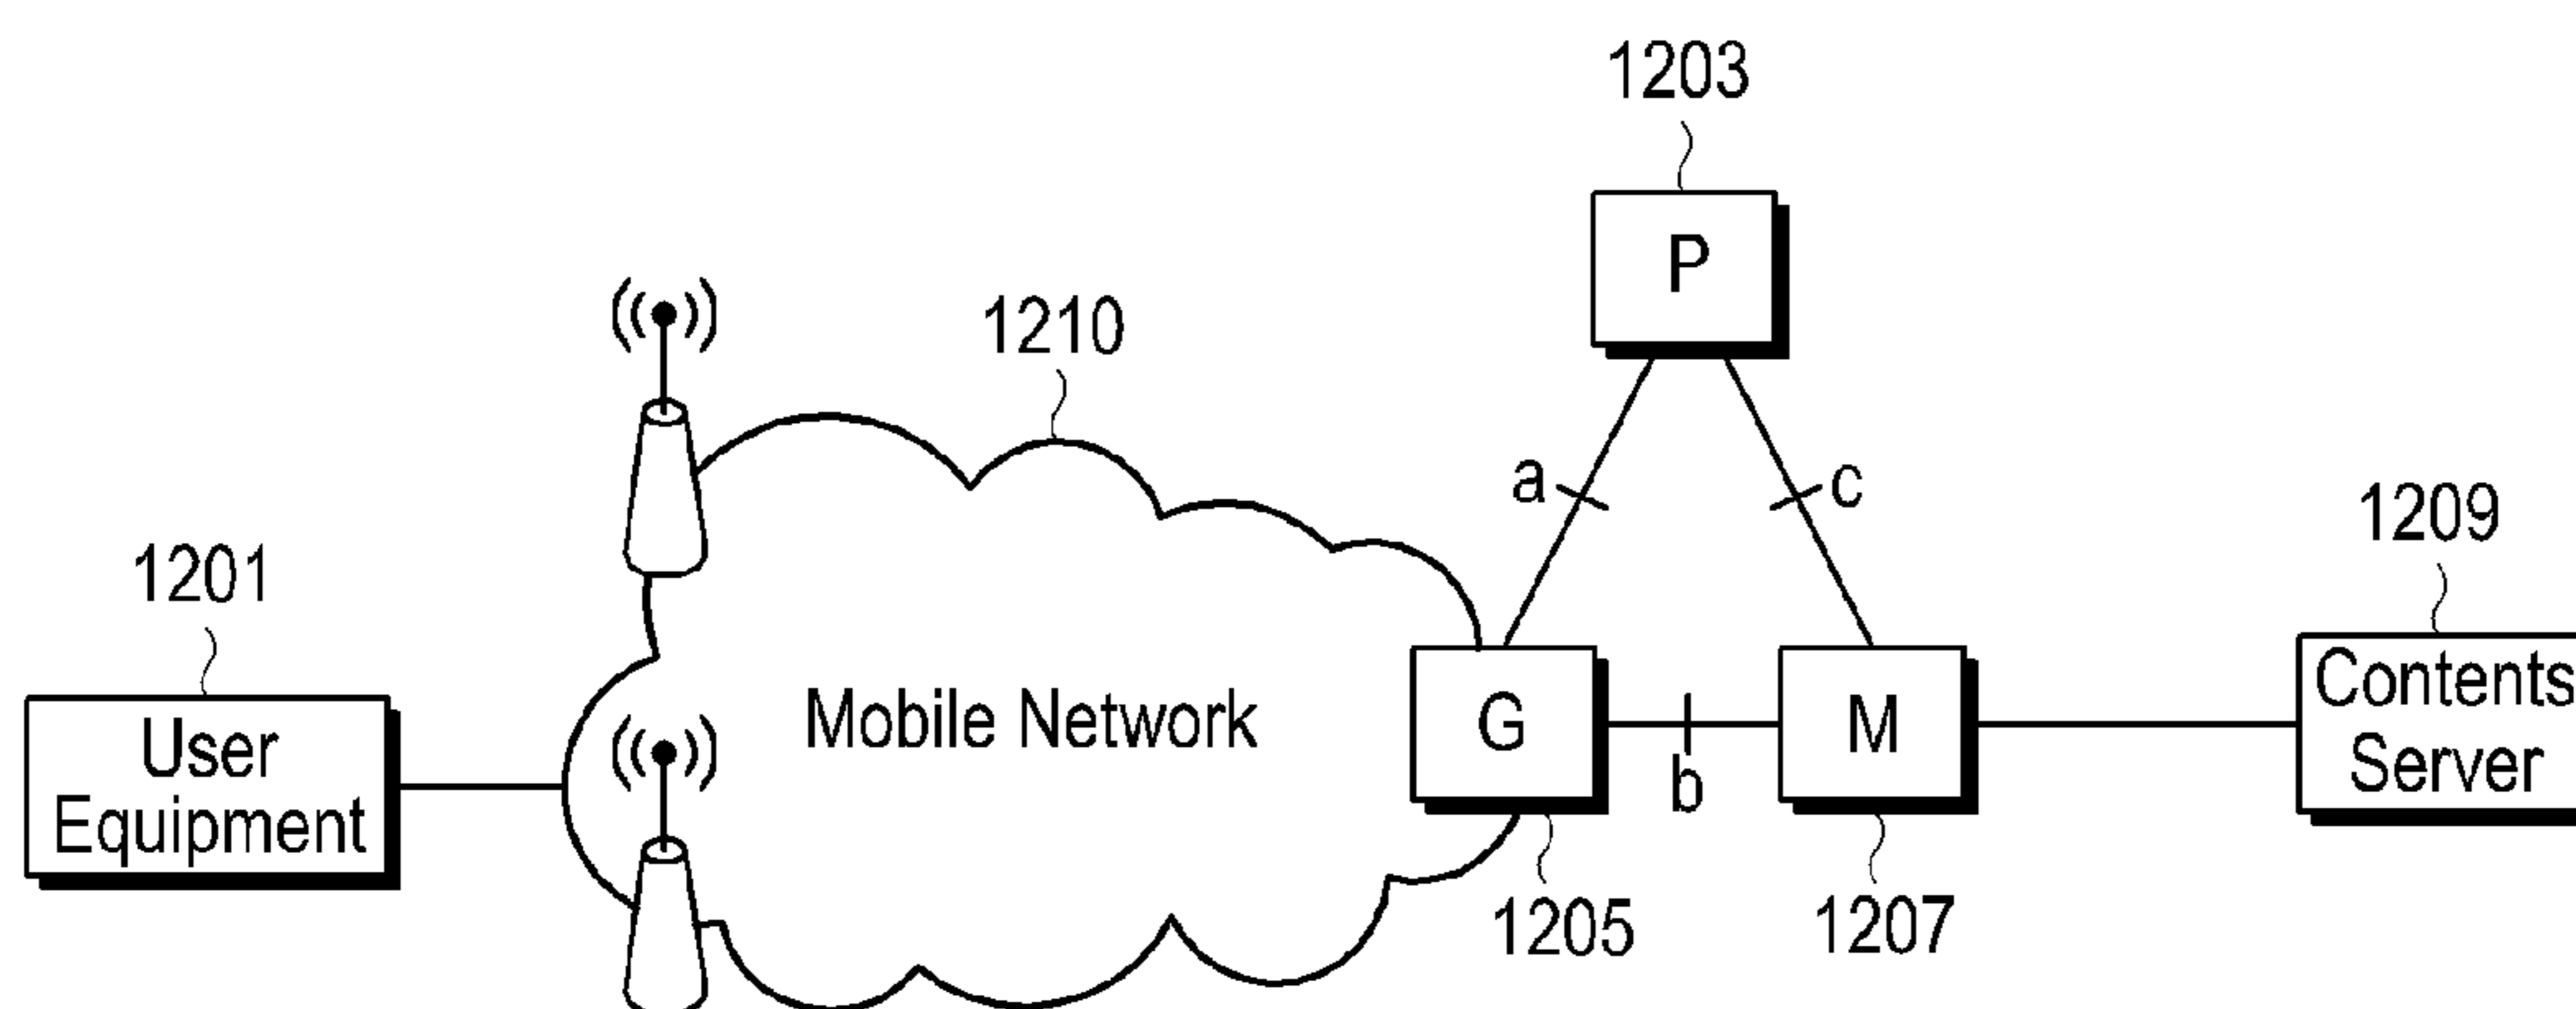 1203
P
1210
a
c
1209
1201
Contents
Server
User
Equipment
Mobile Network
G
M
b
1205
1207